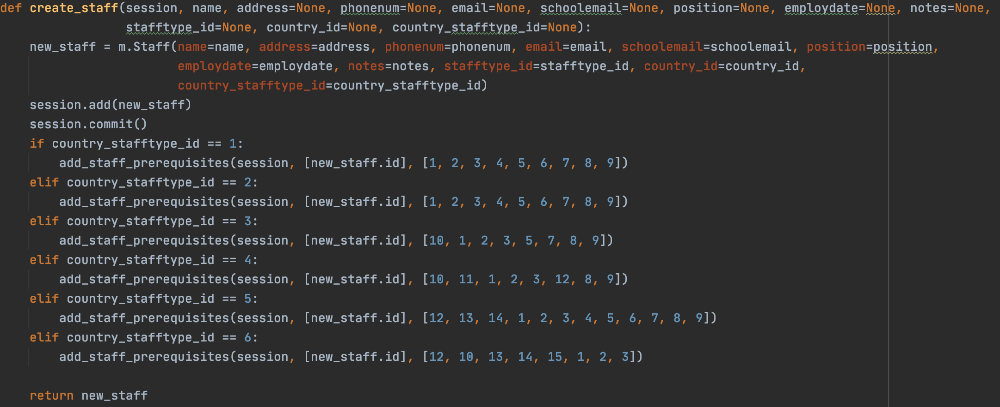 def create_staff(session, name, address=None, phonenum=None, email=None, schoolemail=None, position=None, employdate=None, notes=None,
                 stafftype_id=None, country_id=None, country_stafftype_id=None):
    new_staff = m.Staff(name=name, address=address, phonenum=phonenum, email=email, schoolemail=schoolemail, position=position,
                        employdate=employdate, notes=notes, stafftype_id=stafftype_id, country_id=country_id,
                        country_stafftype_id=country_stafftype_id)
    session.add(new_staff)
    session.commit()
    if country_stafftype_id == 1:
        add_staff_prerequisites(session, [new_staff.id], [1, 2, 3, 4, 5, 6, 7, 8, 9])
    elif country_stafftype_id == 2:
        add_staff_prerequisites(session, [new_staff.id], [1, 2, 3, 4, 5, 6, 7, 8, 9])
    elif country_stafftype_id == 3:
        add_staff_prerequisites(session, [new_staff.id], [10, 1, 2, 3, 5, 7, 8, 9])
    elif country_stafftype_id == 4:
        add_staff_prerequisites(session, [new_staff.id], [10, 11, 1, 2, 3, 12, 8, 9])
    elif country_stafftype_id == 5:
        add_staff_prerequisites(session, [new_staff.id], [12, 13, 14, 1, 2, 3, 4, 5, 6, 7, 8, 9])
    elif country_stafftype_id == 6:
        add_staff_prerequisites(session, [new_staff.id], [12, 10, 13, 14, 15, 1, 2, 3])

    return new_staff